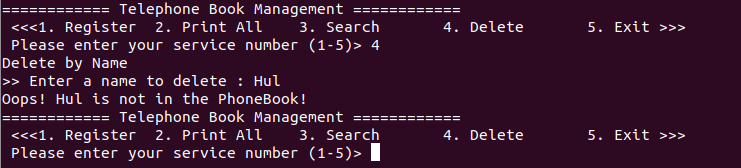 ============ Telephone Book Management ============
<<<1. Register  2. Print All    3. Search       4. Delete       5. Exit >>>
Please enter your service number (1-5)> 4
Delete by Name
>> Enter a name to delete : Hul
Oops! Hul is not in the PhoneBook!
============ Telephone Book Management ============
<<<1. Register  2. Print All    3. Search       4. Delete       5. Exit >>>
Please enter your service number (1-5)>